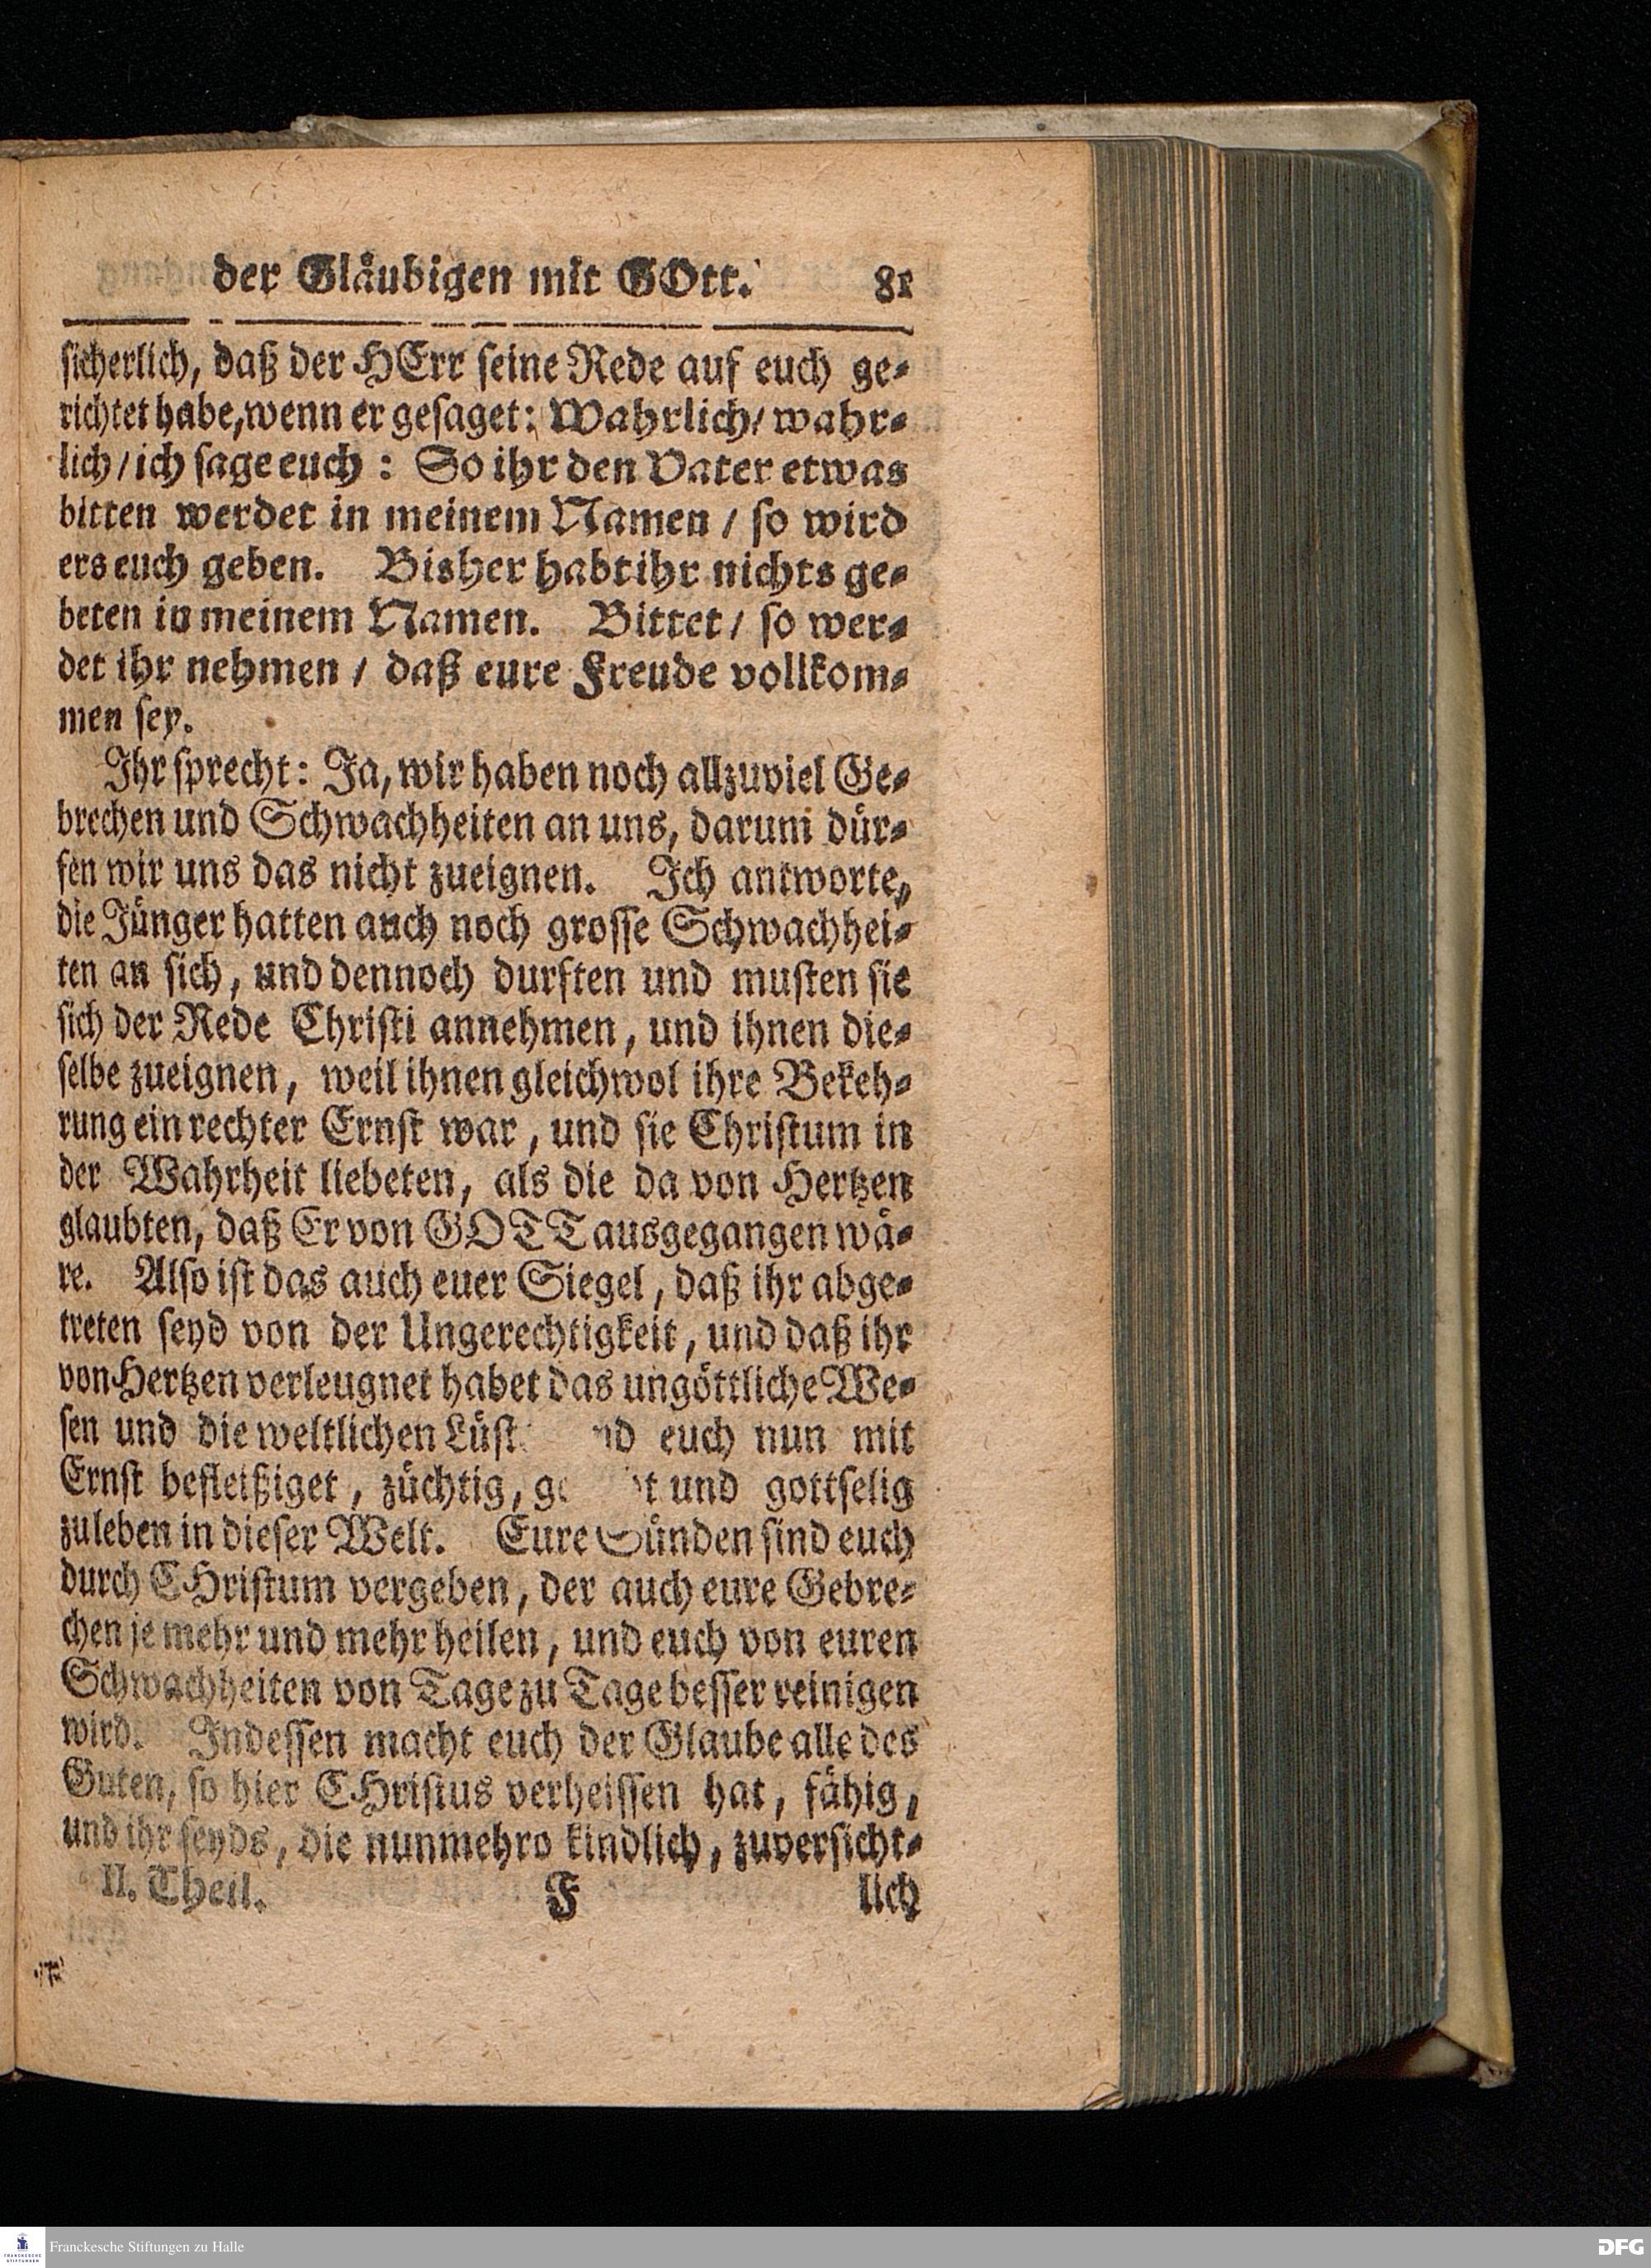 der Gläubigen mit GOtt. 81
sicherlich, daß der HErr seine Rede auf euch ge-
richtet habe, wenn er gesaget: Wahrlich/ wahr-
lich/ ich sage euch: So ihr den Vater etwas
bitten werdet in meinem Namen / so wird
ers euch geben. Bisher habt ihr nichts ge-
beten in meinem Namen. Bittet / so wer-
det ihr nehmen / daß eure Freude vollkom-
men sey.
Ihr sprecht: Ja, wir haben noch allzuviel Ge-
brechen und Schwachheiten an uns, darum dür-
fen wir uns das nicht zueignen. Ich antworte,
die Jünger hatten auch noch grosse Schwachhei-
ten an sich, und dennoch durften und musten sie
sich der Rede Christi annehmen, und ihnen die-
selbe zueignen, weil ihnen gleichwol ihre Bekeh-
rung ein rechter Ernst war, und sie Christum in
der Wahrheit liebeten, als die da von Hertzen
glaubten, daß Er von GOTT ausgegangen wä-
re. Also ist das auch euer Siegel, daß ihr abge-
treten seyd von der Ungerechtigkeit, und daß ihr
von Hertzen verleugnet habet das ungöttliche We-
sen und die weltlichen euch nun mit
Ernst befleißiget, züchtig, und gottselig
zu leben in dieser Welt. Eure Sünden sind euch
durch CHristum vergeben, der auch eure Gebre-
chen je mehr und mehr heilen, und euch von euren
Schwachheiten von Tage zu Tage besser reinigen
wird. Indessen macht euch der Glaube alle des
Guten, so hier CHristus verheissen hat, fähig,
und ihr seyds, die nunmehro kindlich, zuversicht-
II. Theil. F lich
Franckesche Stiftungen zu Halle
DFG